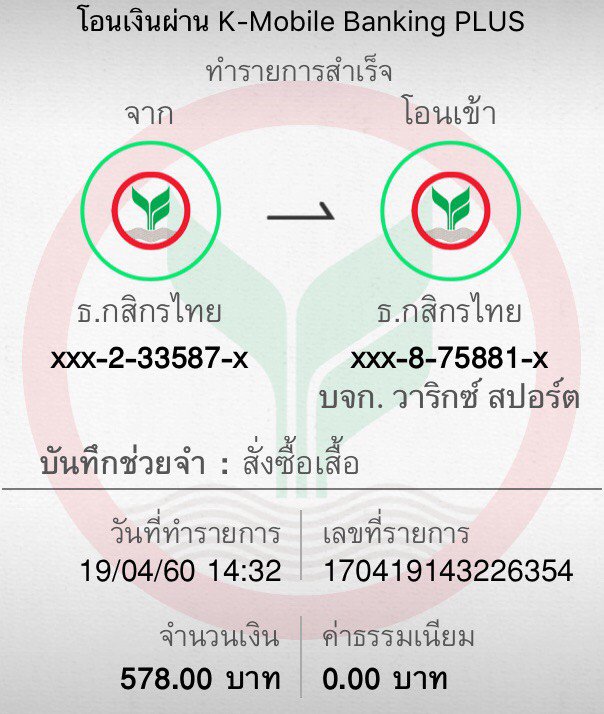 โอนเงินผ่าน K-Mobile Banking PLUS
ทำรายการสำเร็จ
จาก
โอนเข้า
ธ.กสิกรไทย
ธ.กสิกรไทย
xxx-2-33587-x
xxx-8-75881-x
บจก. วาริกซ์ สปอร์ต
บันทึกช่วยจำ : สั่งซื้อเสื้อ
วันที่ทำรายการ
เลขที่รายการ
19/04/60 14:32
170419143226354
จำนวนเงิน
ค่าธรรมเนียม
578.00 บาท
0.00 บาท